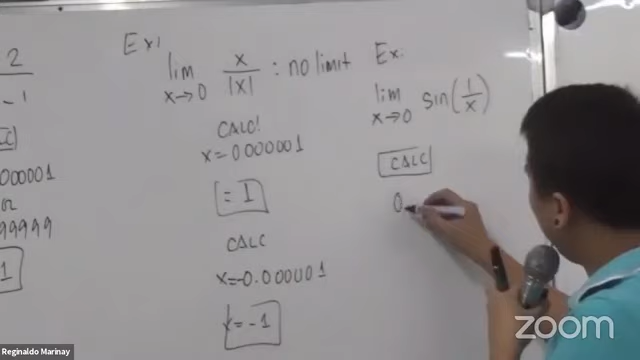 2
- 1
000001
or
99999
1
Ex:
lim x→0 x/|x| : no limit
CALC!
x=0.000001
= 1
CALC
x=-0.000001
x = -1
Ex:
lim x→0 sin(1/x)
CALC
0.
zoom
Reginaldo Marinay